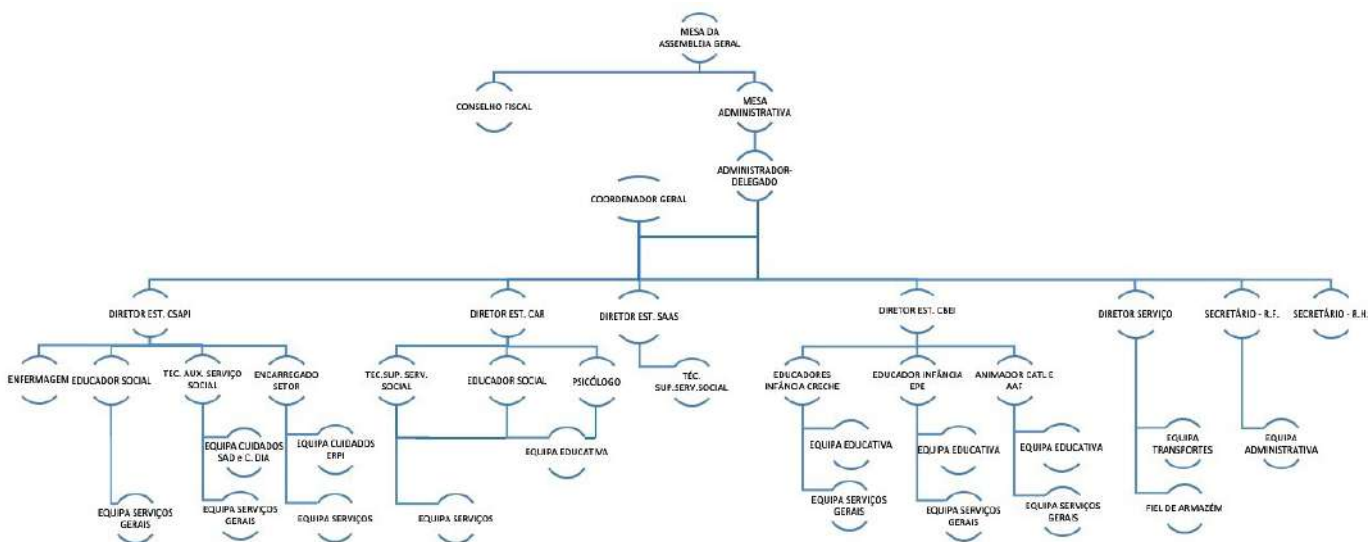 MESA DA
ASSEMBLEIA GERAL
CONSELHO FISCAL
MESA
ADMINISTRATIVA
ADMINISTRADOR-
DELEGADO
COORDENADOR GERAL
DIRETOR EST. CSAPI
DIRETOR EST. CAR
DIRETOR EST. SAAS
DIRETOR EST. CBEI
DIRETOR SERVIÇO
SECRETÁRIO - R.F.
SECRETÁRIO - R.H.
ENFERMAGEM
EDUCADOR SOCIAL
TEC. AUX. SERVIÇO
SOCIAL
ENCARREGADO
SETOR
TEC.SUP. SERV.
SOCIAL
EDUCADOR SOCIAL
PSICÓLOGO
TÉC.
SUP.SERV.SOCIAL
EDUCADORES
INFÂNCIA CRECHE
EDUCADOR INFÂNCIA
EPE
ANIMADOR CATL E
AAF
EQUIPA CUIDADOS
SAD e C. DIA
EQUIPA CUIDADOS
ERPI
EQUIPA EDUCATIVA
EQUIPA EDUCATIVA
EQUIPA EDUCATIVA
EQUIPA EDUCATIVA
EQUIPA
TRANSPORTES
EQUIPA
ADMINISTRATIVA
EQUIPA SERVIÇOS
GERAIS
EQUIPA SERVIÇOS
GERAIS
EQUIPA SERVIÇOS
EQUIPA SERVIÇOS
EQUIPA SERVIÇOS
GERAIS
EQUIPA SERVIÇOS
GERAIS
EQUIPA SERVIÇOS
GERAIS
FIEL DE ARMAZÉM